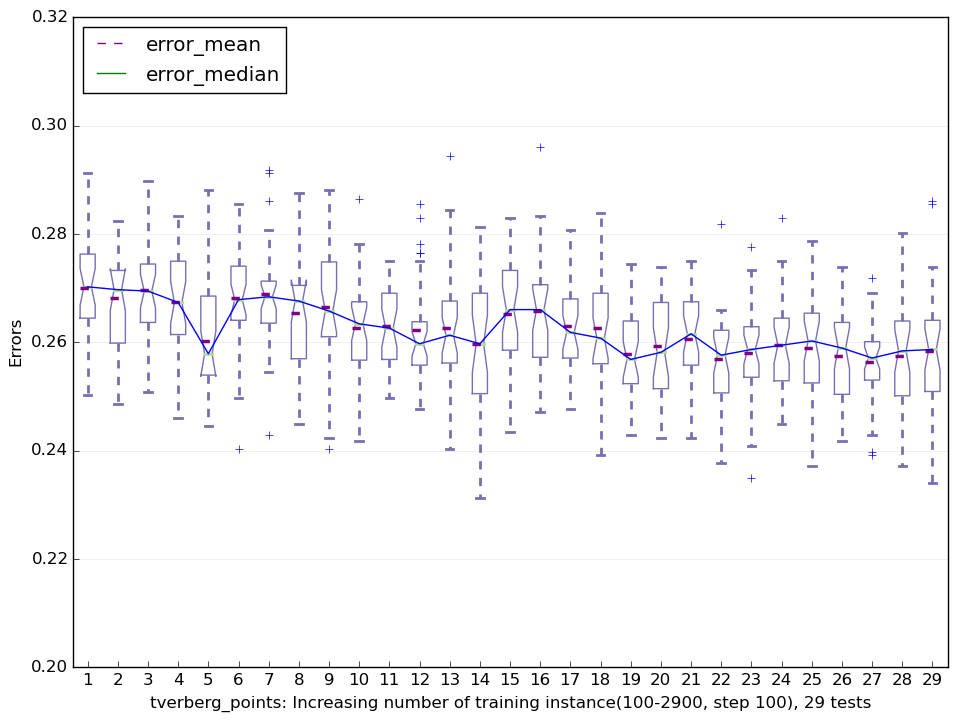 0.32
error_mean
error_median
0.30
0.28
0.26
0.24
0.22
0.20
Errors
1 2 3 4 5 6 7 8 9 10 11 12 13 14 15 16 17 18 19 20 21 22 23 24 25 26 27 28 29
tverberg_points: Increasing number of training instance(100-2900, step 100), 29 tests